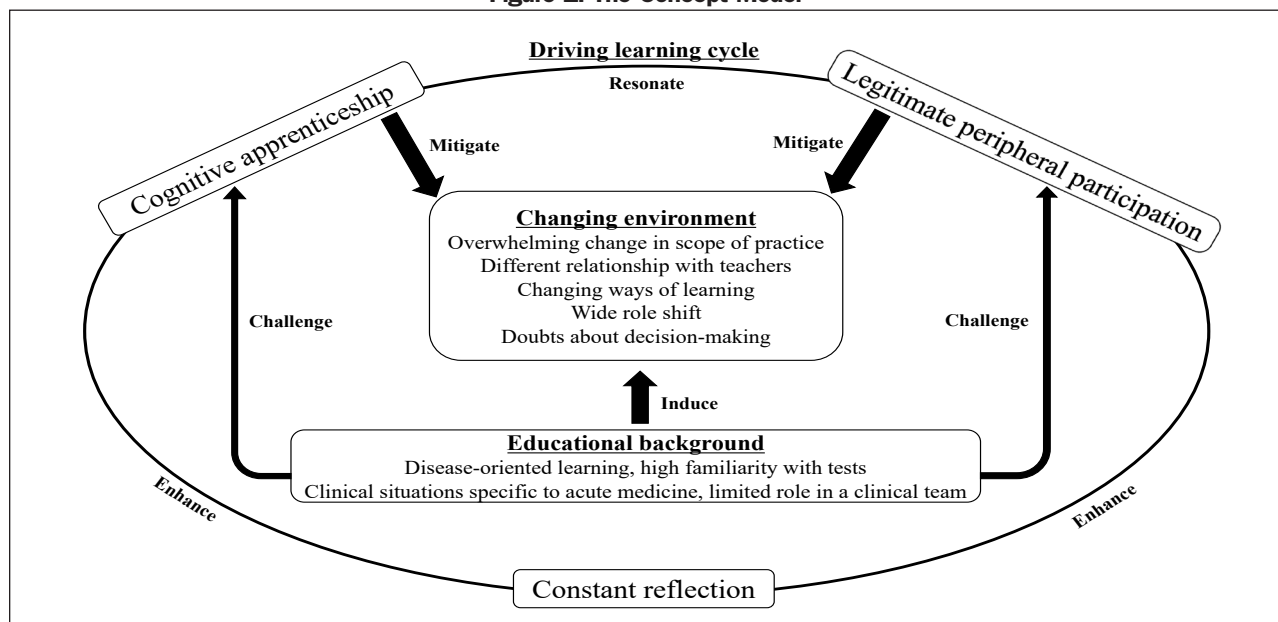 Figure 2. The Concept Model
Driving learning cycle
Resonate
Cognitive apprenticeship
Legitimate peripheral participation
Mitigate
Mitigate
Changing environment
Overwhelming change in scope of practice
Different relationship with teachers
Changing ways of learning
Wide role shift
Doubts about decision-making
Challenge
Challenge
Induce
Educational background
Disease-oriented learning, high familiarity with tests
Clinical situations specific to acute medicine, limited role in a clinical team
Enhance
Enhance
Constant reflection